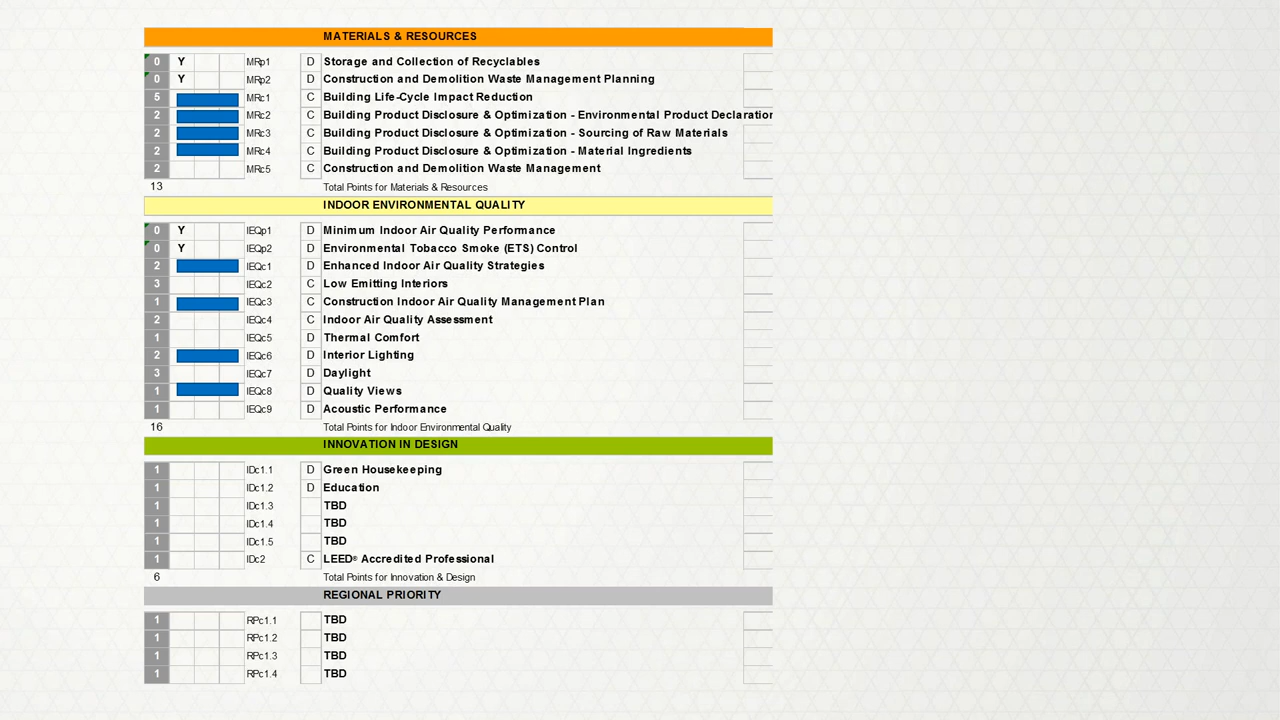 MATERIALS & RESOURCES
0 Y MRp1 D Storage and Collection of Recyclables
0 Y MRp2 D Construction and Demolition Waste Management Planning
5 MRc1 C Building Life-Cycle Impact Reduction
2 MRc2 C Building Product Disclosure & Optimization - Environmental Product Declaration
2 MRc3 C Building Product Disclosure & Optimization - Sourcing of Raw Materials
2 MRc4 C Building Product Disclosure & Optimization - Material Ingredients
2 MRc5 C Construction and Demolition Waste Management
13 Total Points for Materials & Resources
INDOOR ENVIRONMENTAL QUALITY
0 Y IEQp1 D Minimum Indoor Air Quality Performance
0 Y IEQp2 D Environmental Tobacco Smoke (ETS) Control
2 IEQc1 D Enhanced Indoor Air Quality Strategies
3 IEQc2 C Low Emitting Interiors
1 IEQc3 C Construction Indoor Air Quality Management Plan
2 IEQc4 C Indoor Air Quality Assessment
1 IEQc5 D Thermal Comfort
2 IEQc6 D Interior Lighting
3 IEQc7 D Daylight
1 IEQc8 D Quality Views
1 IEQc9 D Acoustic Performance
16 Total Points for Indoor Environmental Quality
INNOVATION IN DESIGN
1 IDc1.1 D Green Housekeeping
1 IDc1.2 D Education
1 IDc1.3 TBD
1 IDc1.4 TBD
1 IDc1.5 TBD
1 IDc2 C LEED® Accredited Professional
6 Total Points for Innovation & Design
REGIONAL PRIORITY
1 RPc1.1 TBD
1 RPc1.2 TBD
1 RPc1.3 TBD
1 RPc1.4 TBD